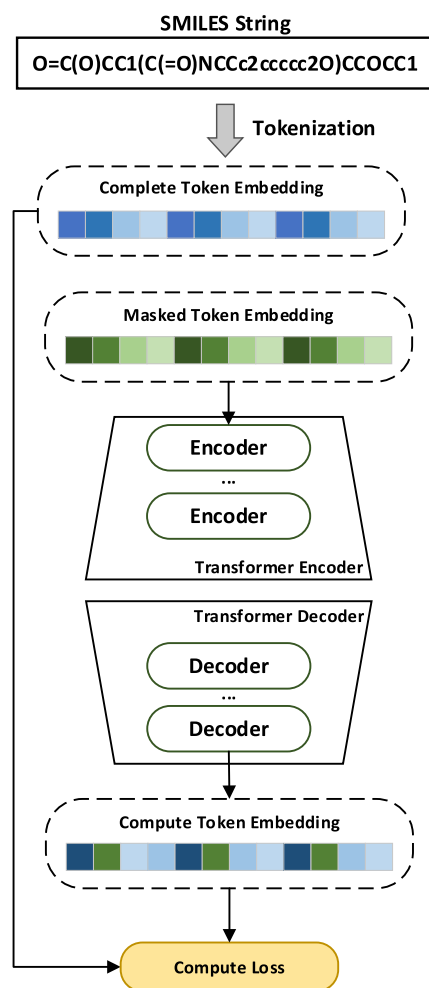 SMILES String
O=C(O)CC1(C(=O)NCCc2ccccc2O)CCOCC1
Tokenization
Complete Token Embedding
Masked Token Embedding
Encoder
...
Encoder
Transformer Encoder
Transformer Decoder
Decoder
...
Decoder
Compute Token Embedding
Compute Loss